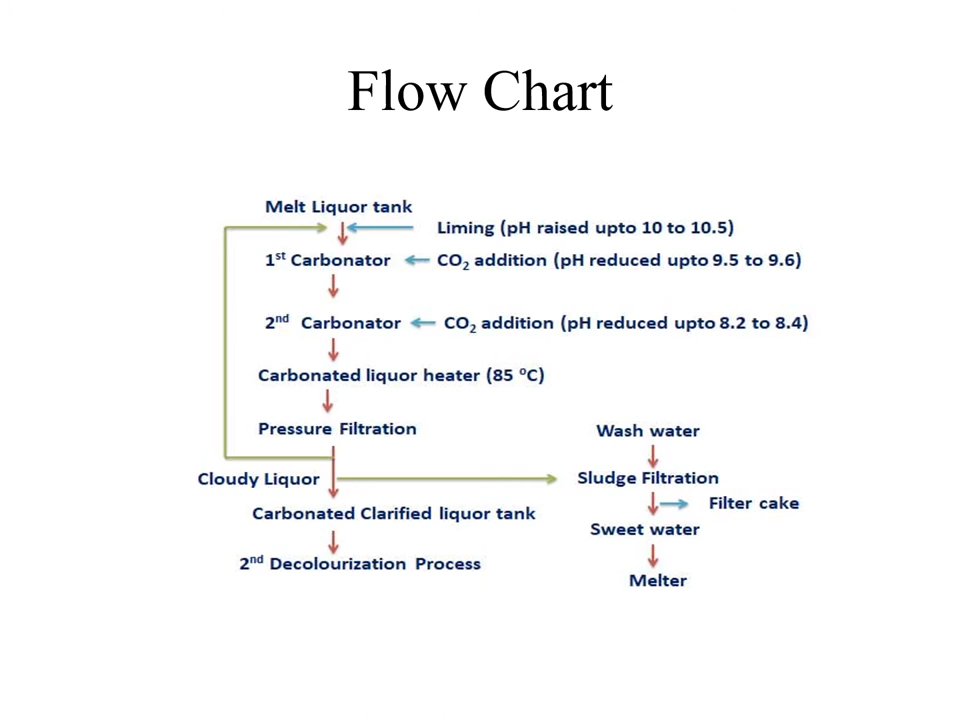 Flow Chart
Melt Liquor tank
Liming (pH raised upto 10 to 10.5)
1st Carbonator
CO2 addition (pH reduced upto 9.5 to 9.6)
2nd Carbonator
CO2 addition (pH reduced upto 8.2 to 8.4)
Carbonated liquor heater (85 oC)
Pressure Filtration
Cloudy Liquor
Carbonated Clarified liquor tank
2nd Decolourization Process
Wash water
Sludge Filtration
Filter cake
Sweet water
Melter